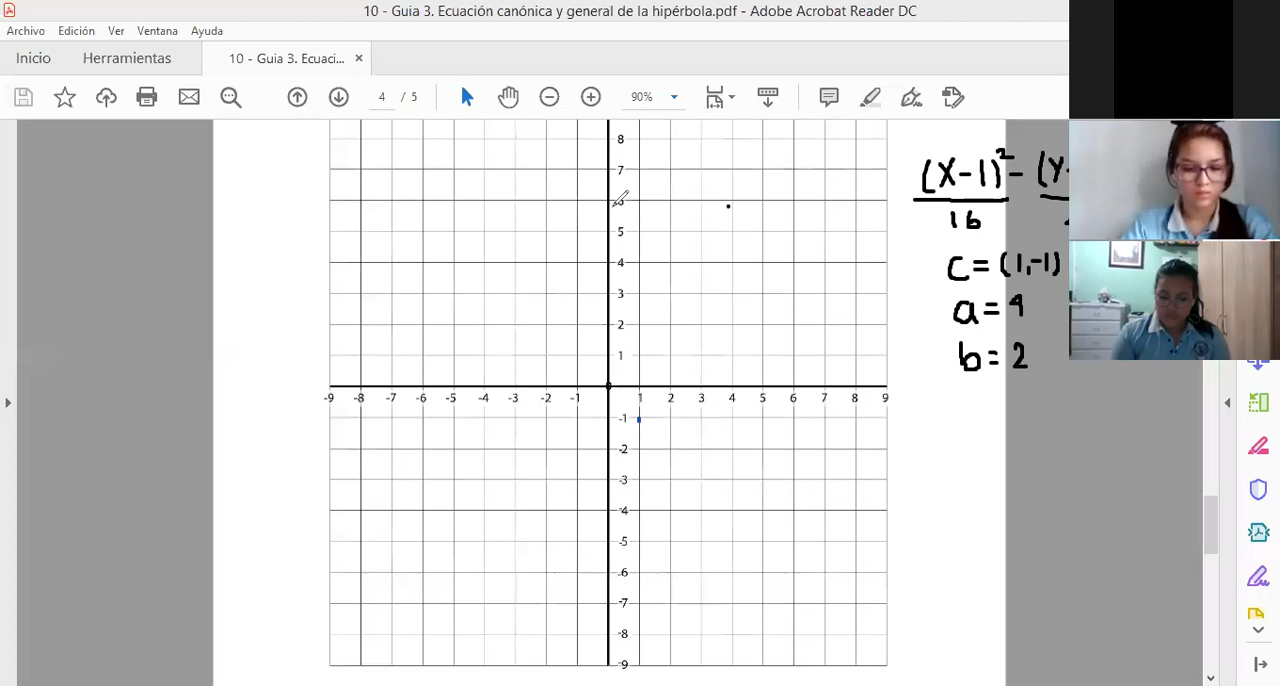 10 - Guia 3. Ecuación canónica y general de la hipérbola.pdf - Adobe Acrobat Reader DC
Archivo Edición Ver Ventana Ayuda
Inicio Herramientas 10 - Guia 3. Ecuaci... ×
4 / 5 90%
8
7
6
5
4
3
2
1
-9 -8 -7 -6 -5 -4 -3 -2 -1 0 1 2 3 4 5 6 7 8 9
-1
-2
-3
-4
-5
-6
-7
-8
-9
(X-1)² - (Y-
16
C = (1,-1)
a = 4
b = 2